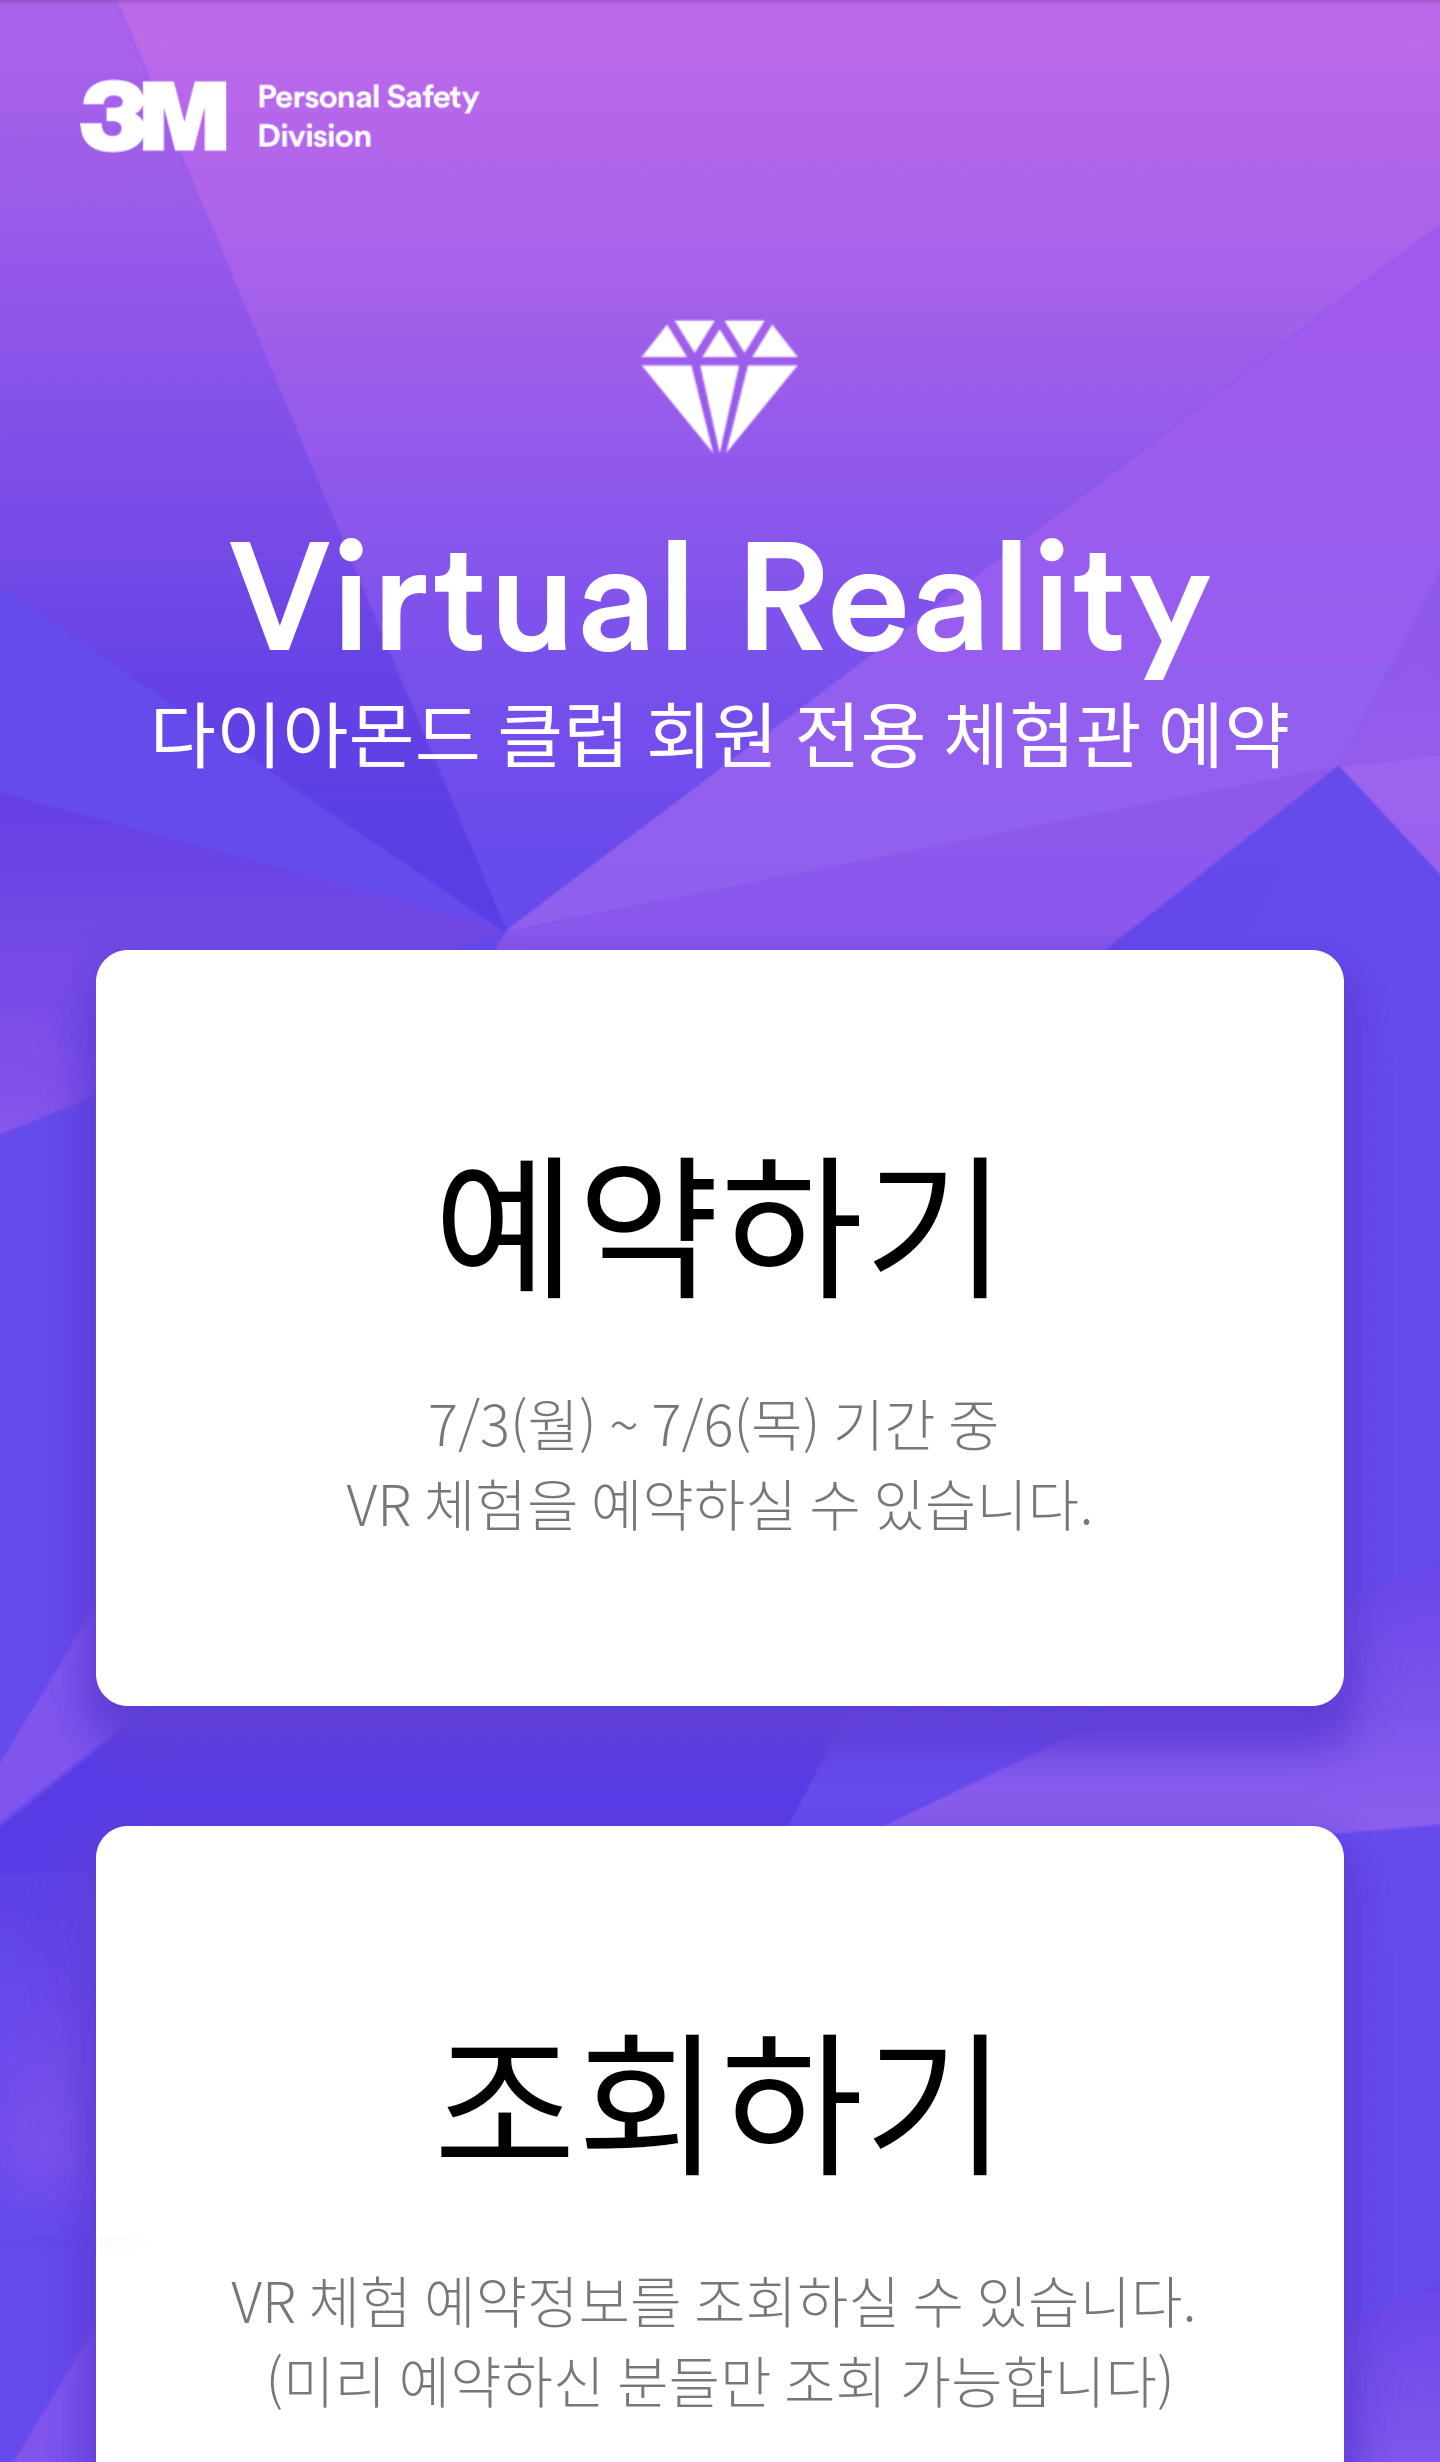 3M Personal Safety
Division
Virtual Reality
다이아몬드 클럽 회원 전용 체험관 예약
예약하기
7/3(월) ~ 7/6(목) 기간 중
VR 체험을 예약하실 수 있습니다.
조회하기
VR 체험 예약정보를 조회하실 수 있습니다.
(미리 예약하신 분들만 조회 가능합니다)